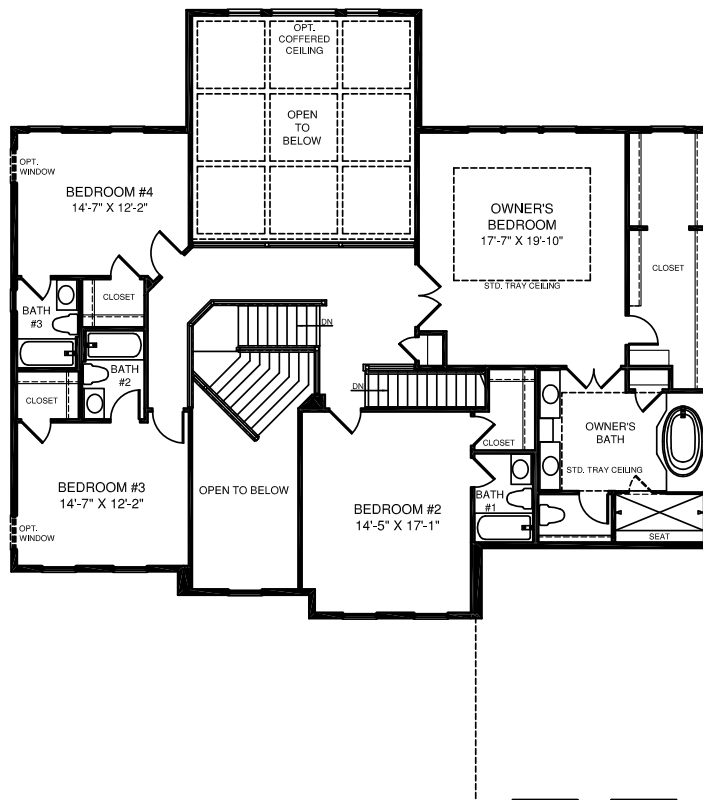 OPT.
COFFERED
CEILING
OPEN
TO
BELOW
OPT.
WINDOW
BEDROOM #4
14'-7" X 12'-2"
OWNER'S
BEDROOM
17'-7" X 19'-10"
STD. TRAY CEILING
CLOSET
CLOSET
BATH
#3
DN
BATH
#2
DN
CLOSET
OWNER'S
BATH
STD. TRAY CEILING
CLOSET
BEDROOM #3
14'-7" X 12'-2"
OPEN TO BELOW
BEDROOM #2
14'-5" X 17'-1"
BATH
#1
OPT.
WINDOW
SEAT